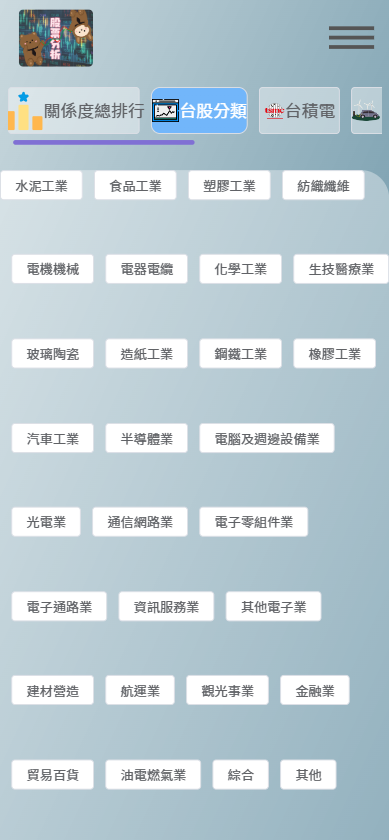 股票分析
關係度總排行 台股分類 tsmc 台積電
水泥工業 食品工業 塑膠工業 紡織纖維
電機機械 電器電纜 化學工業 生技醫療業
玻璃陶瓷 造紙工業 鋼鐵工業 橡膠工業
汽車工業 半導體業 電腦及週邊設備業
光電業 通信網路業 電子零組件業
電子通路業 資訊服務業 其他電子業
建材營造 航運業 觀光事業 金融業
貿易百貨 油電燃氣業 綜合 其他